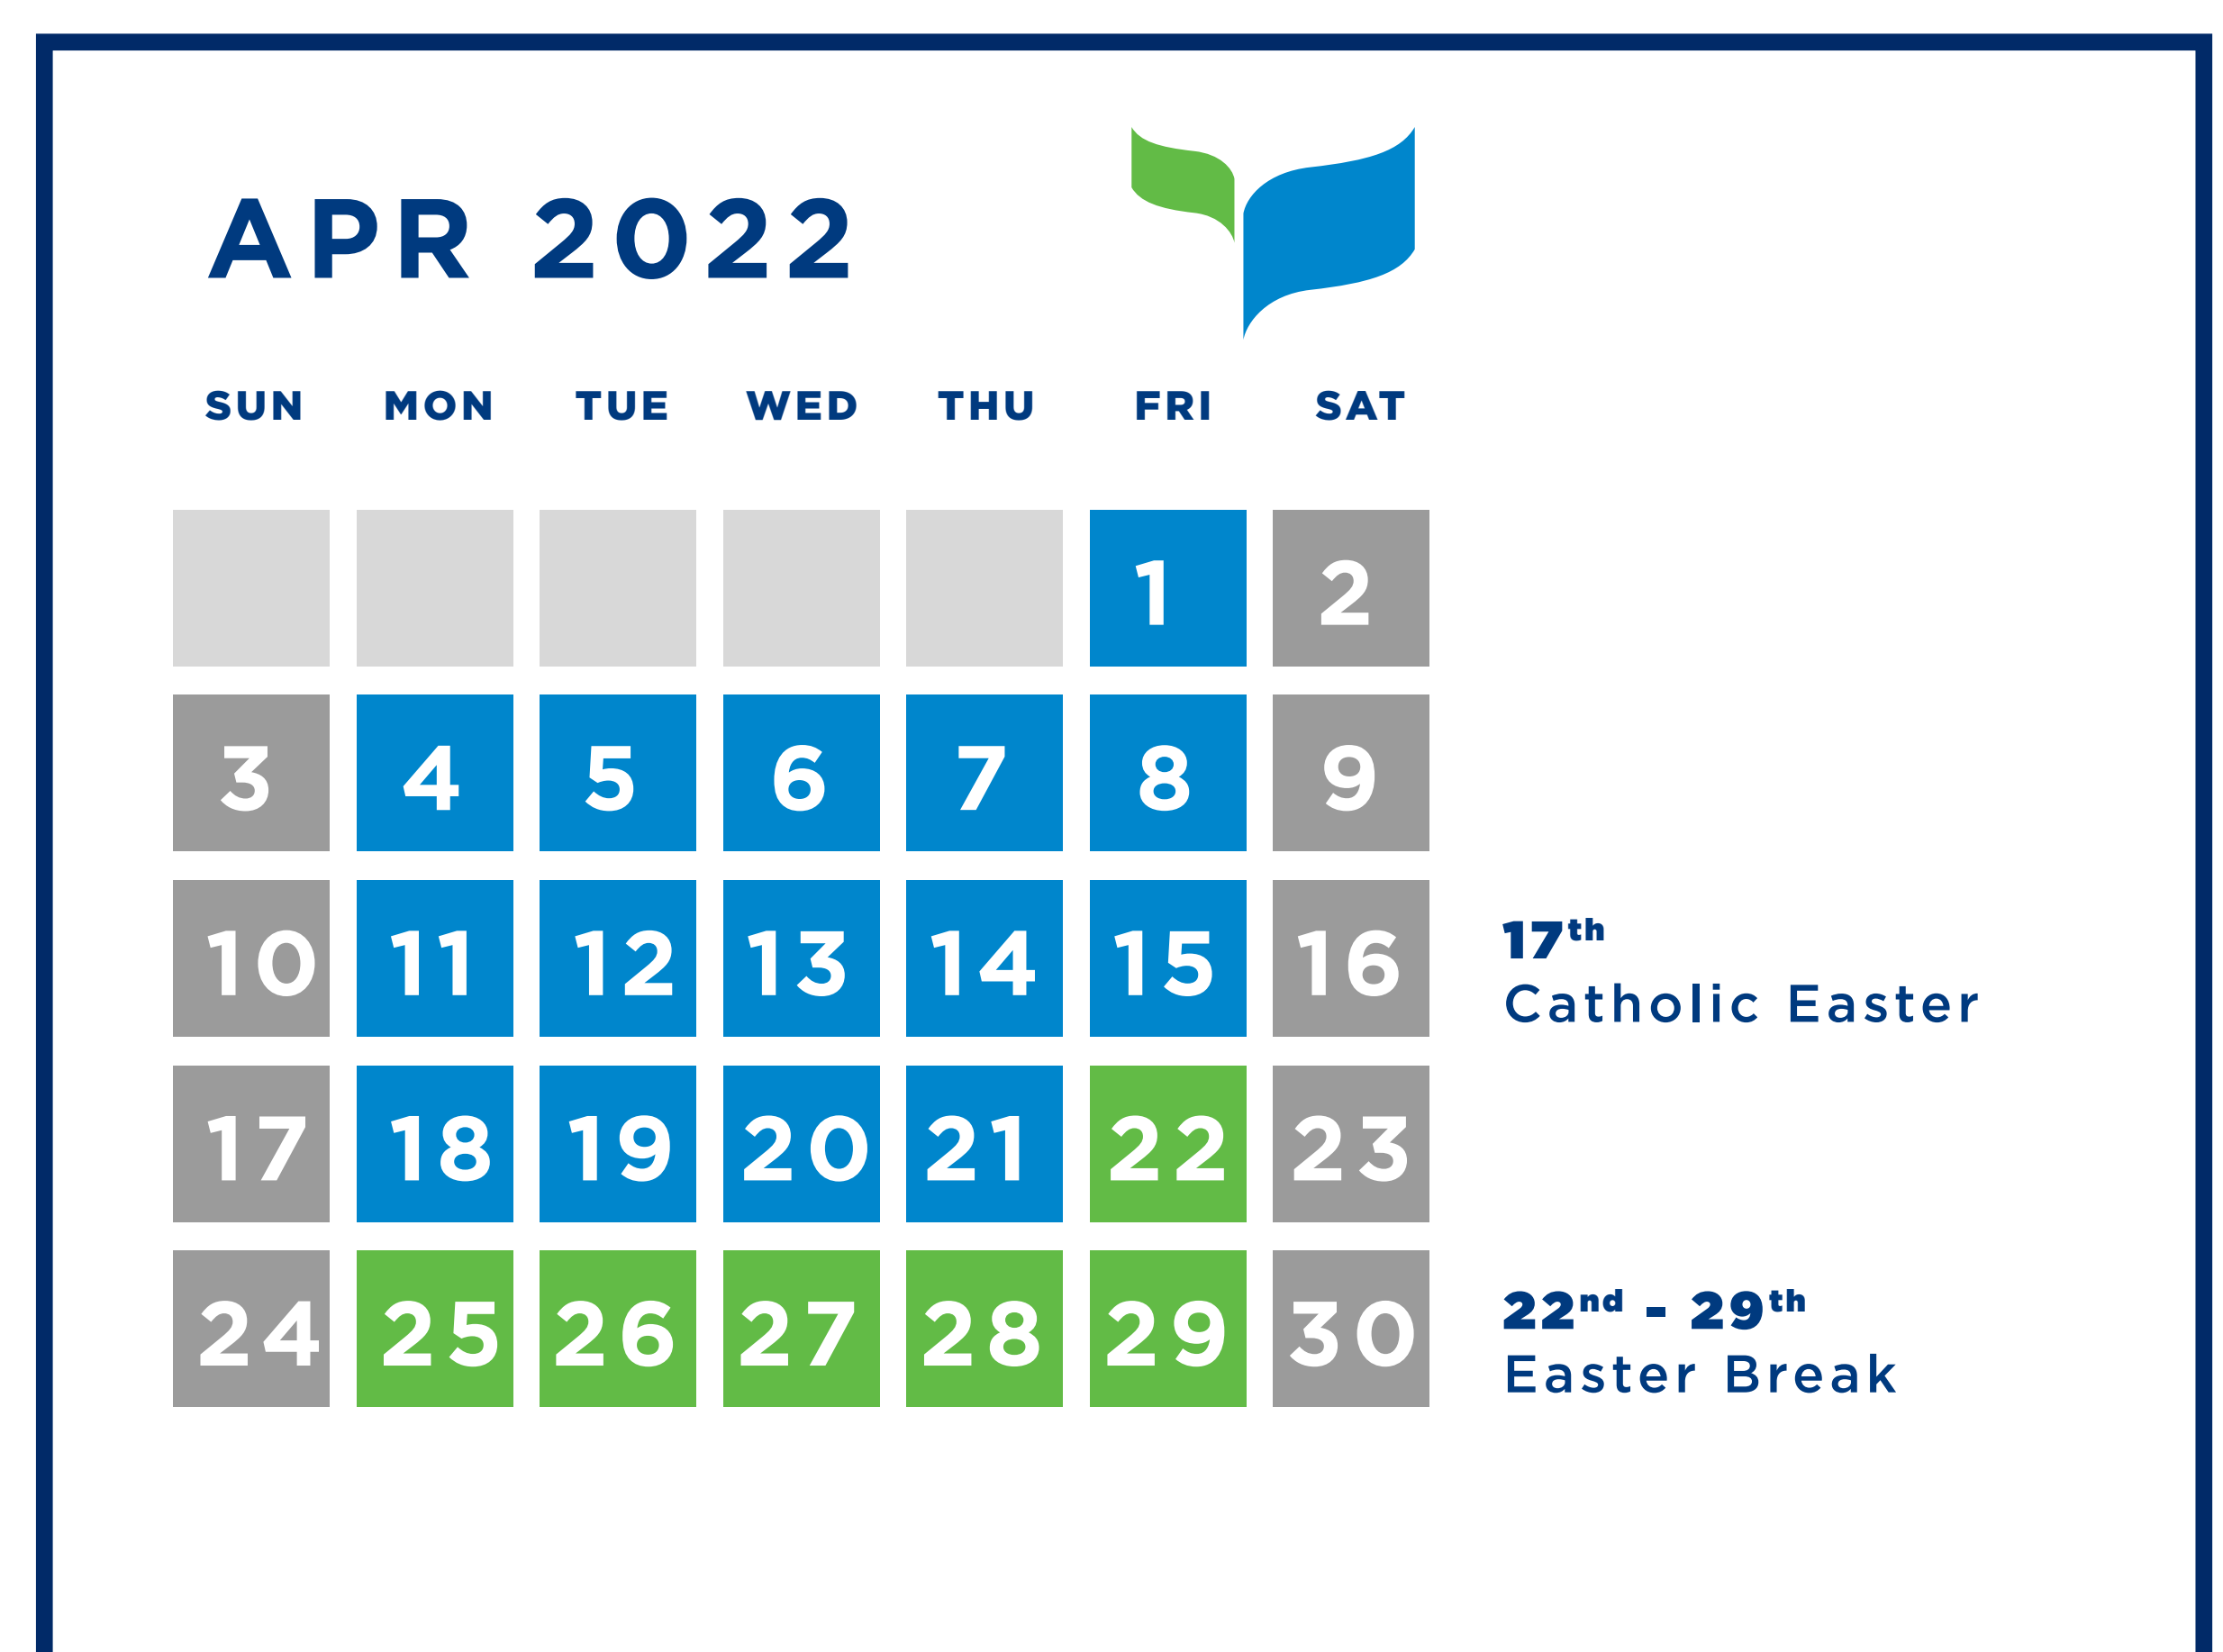 APR 2022
SUN MON TUE WED THU FRI SAT
1 2
3 4 5 6 7 8 9
10 11 12 13 14 15 16
17th
Catholic Easter
17 18 19 20 21 22 23
24 25 26 27 28 29 30
22nd - 29th
Easter Break